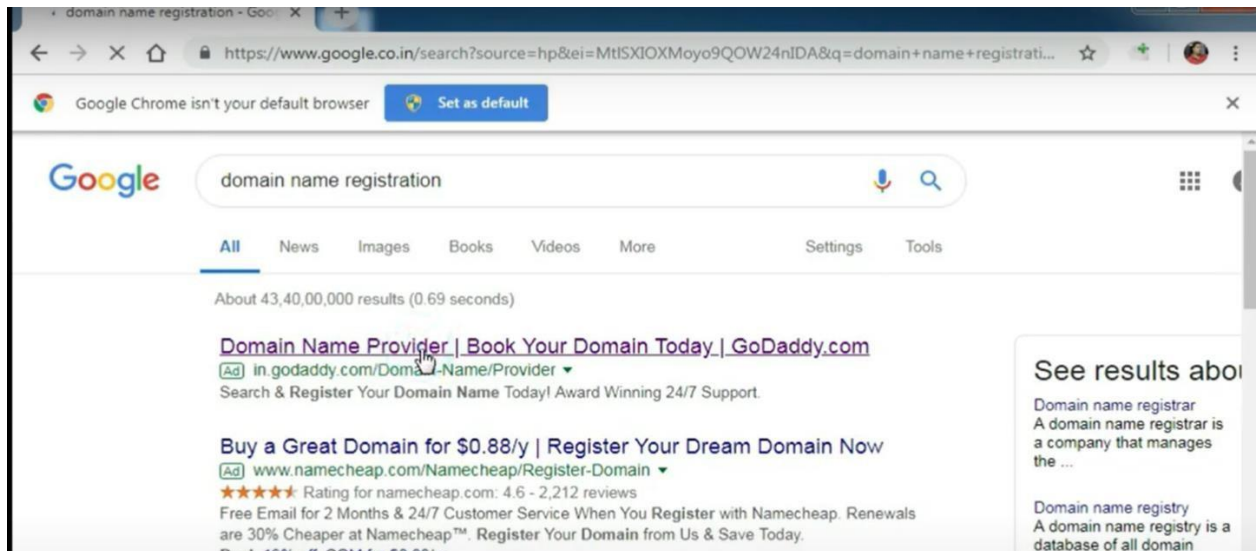 domain name registration - Goo
https://www.google.co.in/search?source=hp&ei=MtlSXIOXMoyo9QOW24nIDA&q=domain+name+registrati...
Google Chrome isn't your default browser
Set as default
Google
domain name registration
All News Images Books Videos More Settings Tools
About 43,40,00,000 results (0.69 seconds)
Domain Name Provider | Book Your Domain Today | GoDaddy.com
Ad in.godaddy.com/Domain-Name/Provider
Search & Register Your Domain Name Today! Award Winning 24/7 Support.
Buy a Great Domain for $0.88/y | Register Your Dream Domain Now
Ad www.namecheap.com/Namecheap/Register-Domain
Rating for namecheap.com: 4.6 - 2,212 reviews
Free Email for 2 Months & 24/7 Customer Service When You Register with Namecheap. Renewals
are 30% Cheaper at Namecheap™. Register Your Domain from Us & Save Today.
See results abou
Domain name registrar
A domain name registrar is
a company that manages
the ...
Domain name registry
A domain name registry is a
database of all domain